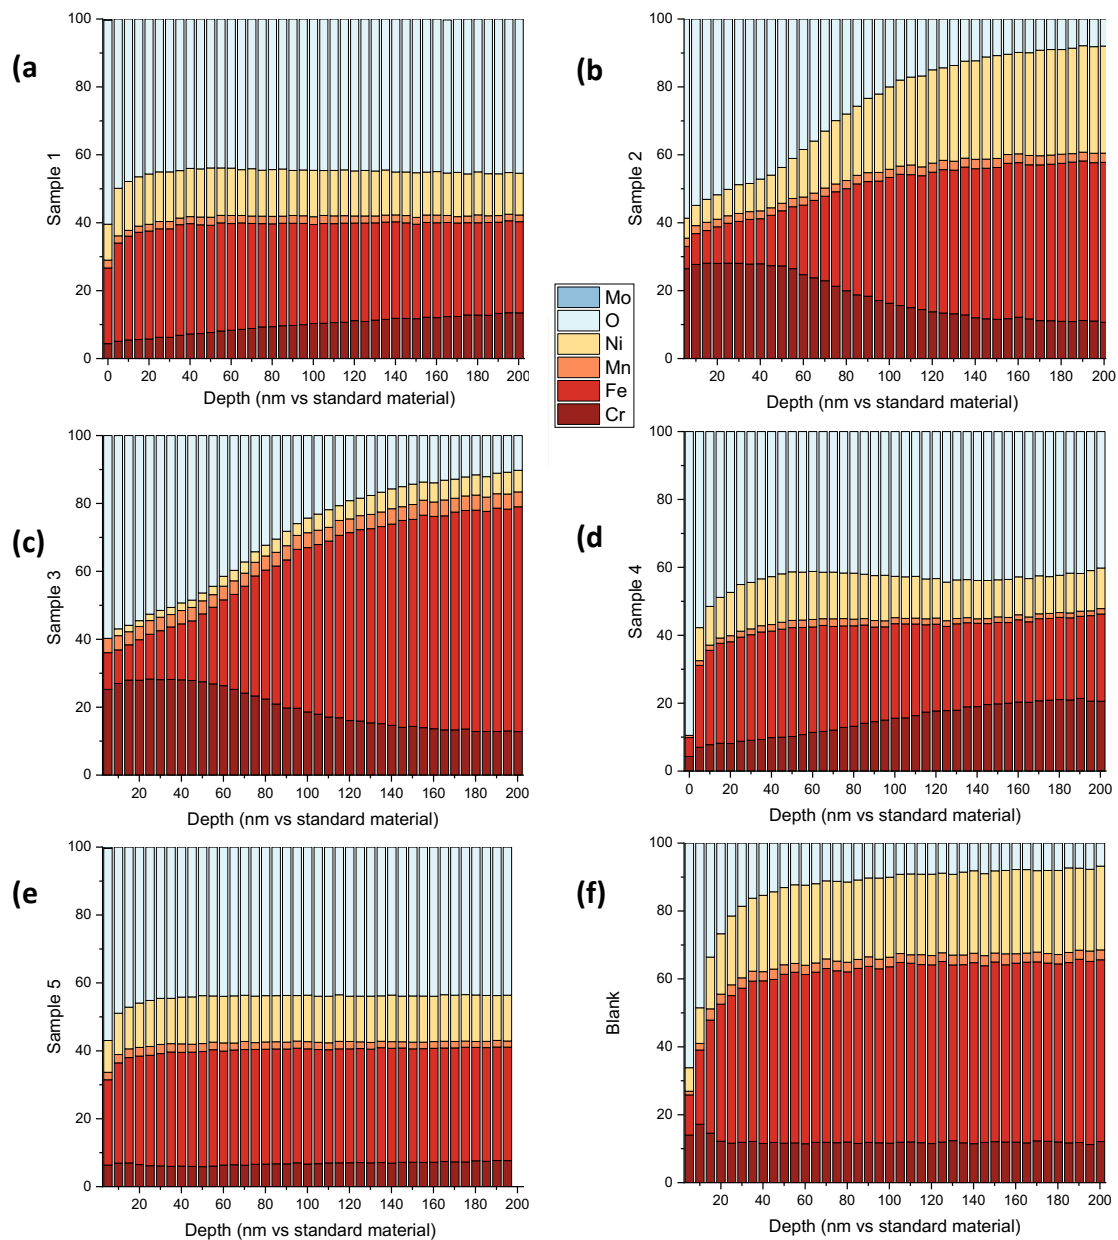 (a
Sample 1
100
80
60
40
20
0
0 20 40 60 80 100 120 140 160 180 200
Depth (nm vs standard material)
(b
Sample 2
100
80
60
40
20
0
20 40 60 80 100 120 140 160 180 200
Depth (nm vs standard material)
Mo
O
Ni
Mn
Fe
Cr
(c)
Sample 3
100
80
60
40
20
0
20 40 60 80 100 120 140 160 180 200
Depth (nm vs standard material)
(d
Sample 4
100
80
60
40
20
0
0 20 40 60 80 100 120 140 160 180 200
Depth (nm vs standard material)
(e
Sample 5
100
80
60
40
20
0
20 40 60 80 100 120 140 160 180 200
Depth (nm vs standard material)
(f)
Blank
100
80
60
40
20
0
20 40 60 80 100 120 140 160 180 200
Depth (nm vs standard material)